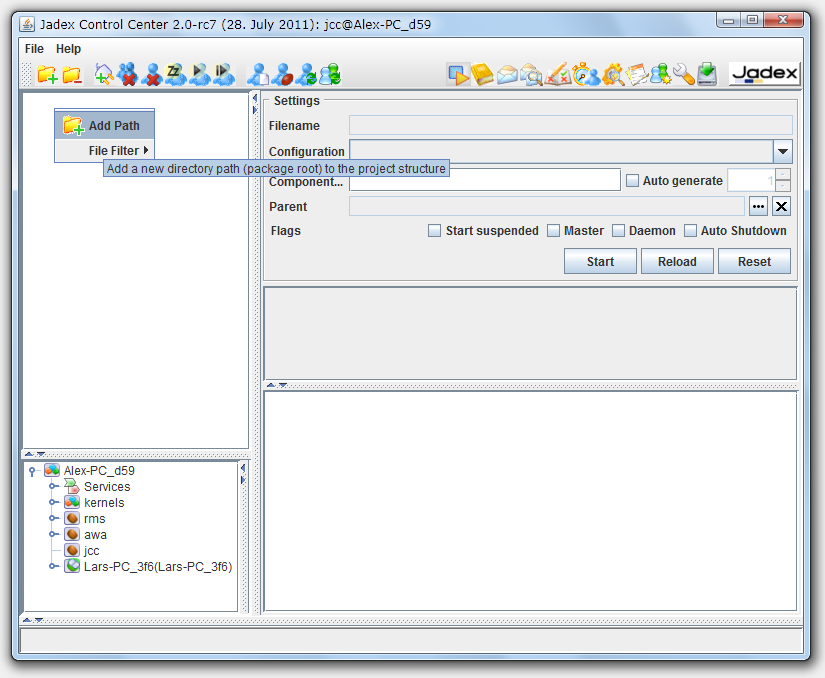 Jadex Control Center 2.0-rc7 (28. July 2011): jcc@Alex-PC_d59
File Help
Jadex
Add Path
File Filter
Add a new directory path (package root) to the project structure
Settings
Filename
Configuration
Component... Auto generate 1
Parent ...
Flags Start suspended Master Daemon Auto Shutdown
Start Reload Reset
Alex-PC_d59
Services
kernels
rms
awa
jcc
Lars-PC_3f6(Lars-PC_3f6)